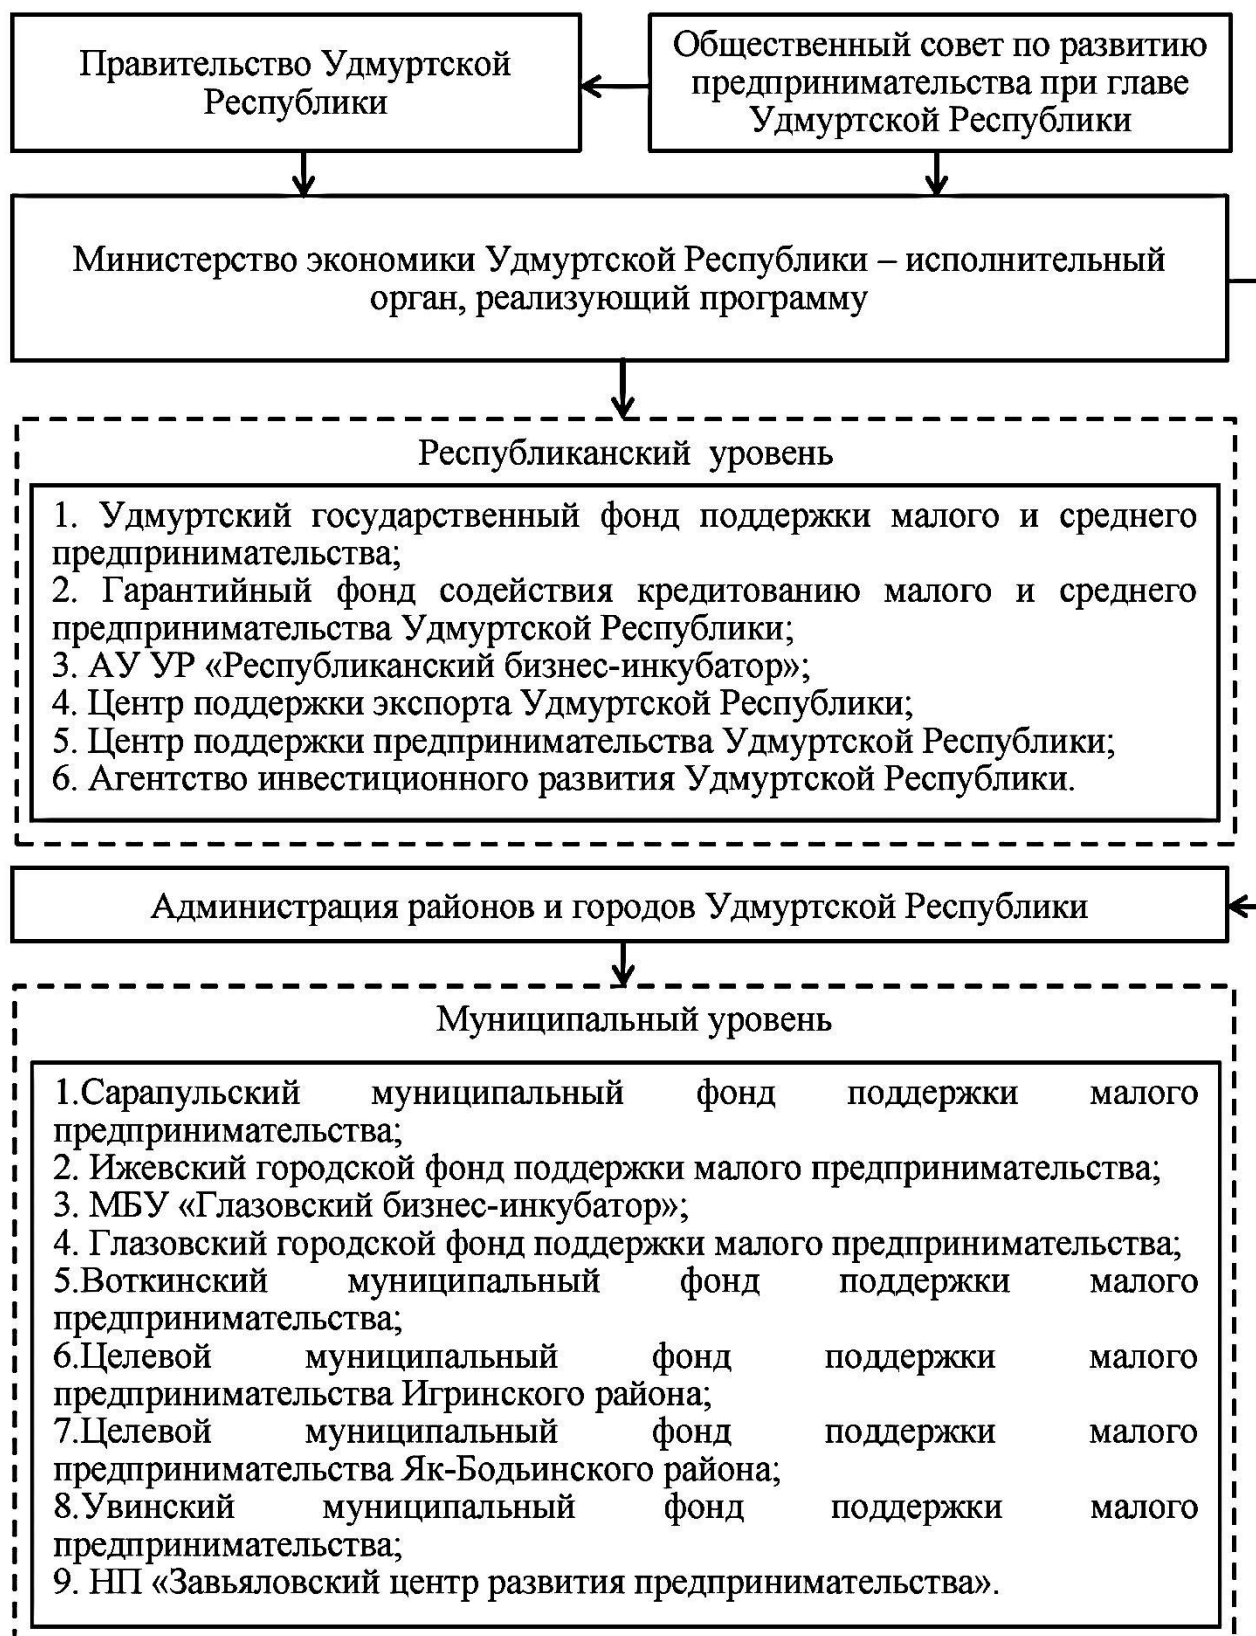 Правительство Удмуртской
Республики
Общественный совет по развитию
предпринимательства при главе
Удмуртской Республики
Министерство экономики Удмуртской Республики – исполнительный
орган, реализующий программу
Республиканский уровень
1. Удмуртский государственный фонд поддержки малого и среднего
предпринимательства;
2. Гарантийный фонд содействия кредитованию малого и среднего
предпринимательства Удмуртской Республики;
3. АУ УР «Республиканский бизнес-инкубатор»;
4. Центр поддержки экспорта Удмуртской Республики;
5. Центр поддержки предпринимательства Удмуртской Республики;
6. Агентство инвестиционного развития Удмуртской Республики.
Администрация районов и городов Удмуртской Республики
Муниципальный уровень
1.Сарапульский муниципальный фонд поддержки малого
предпринимательства;
2. Ижевский городской фонд поддержки малого предпринимательства;
3. МБУ «Глазовский бизнес-инкубатор»;
4. Глазовский городской фонд поддержки малого предпринимательства;
5.Воткинский муниципальный фонд поддержки малого
предпринимательства;
6.Целевой муниципальный фонд поддержки малого
предпринимательства Игринского района;
7.Целевой муниципальный фонд поддержки малого
предпринимательства Як-Бодьинского района;
8.Увинский муниципальный фонд поддержки малого
предпринимательства;
9. НП «Завьяловский центр развития предпринимательства».